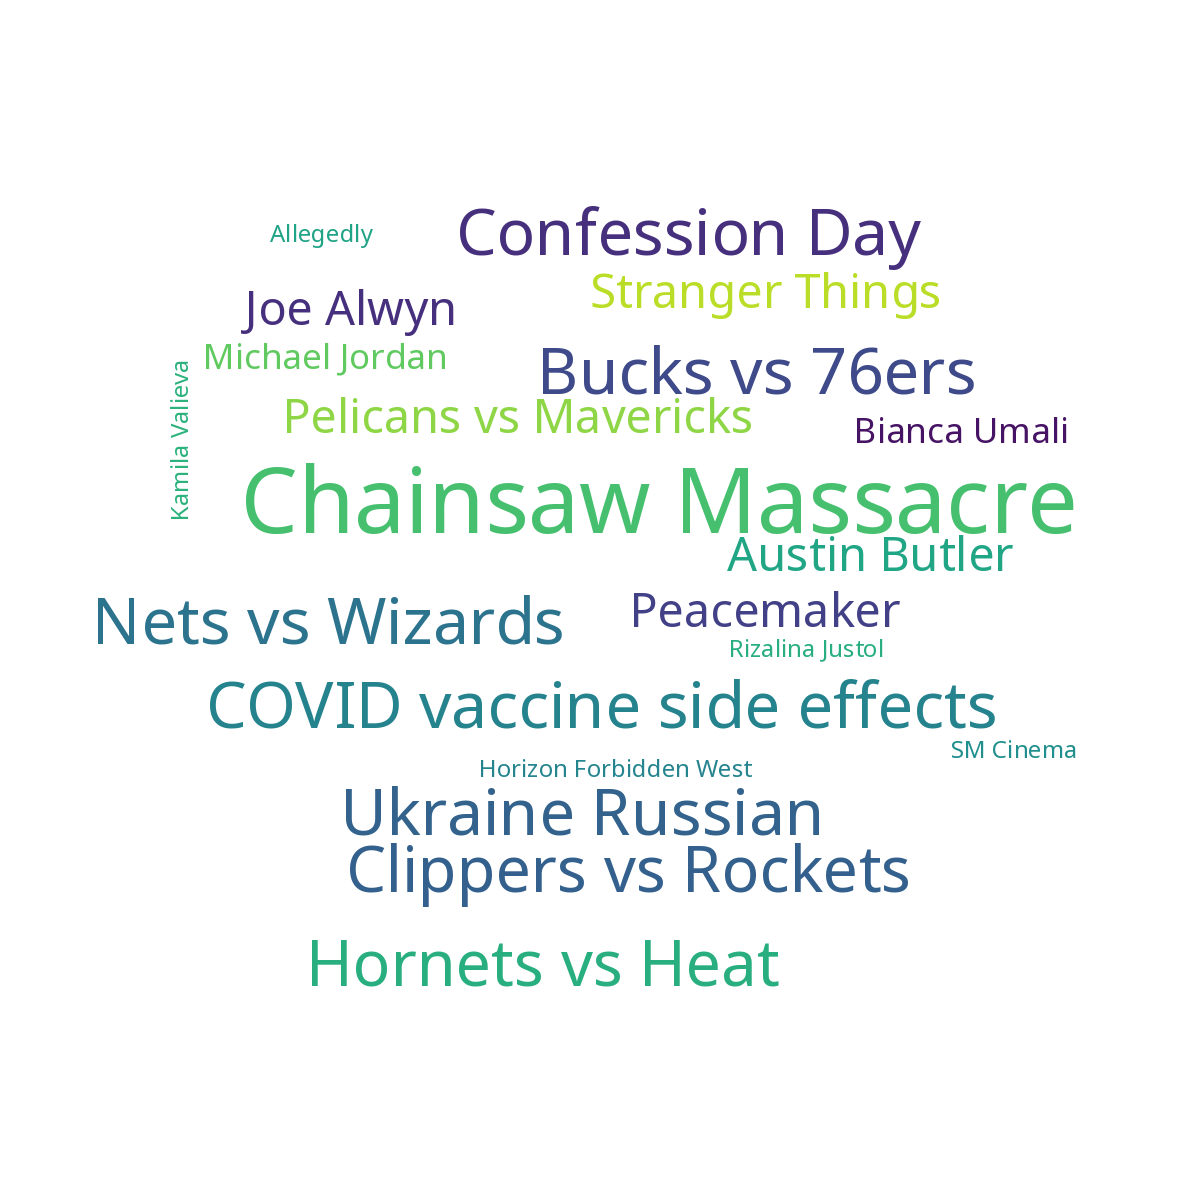 Confession Day
Allegedly
Stranger Things
Joe Alwyn
Michael Jordan
Bucks vs 76ers
Kamila Valieva
Pelicans vs Mavericks
Bianca Umali
Chainsaw Massacre
Austin Butler
Nets vs Wizards
Peacemaker
Rizalina Justol
COVID vaccine side effects
SM Cinema
Horizon Forbidden West
Ukraine Russian
Clippers vs Rockets
Hornets vs Heat